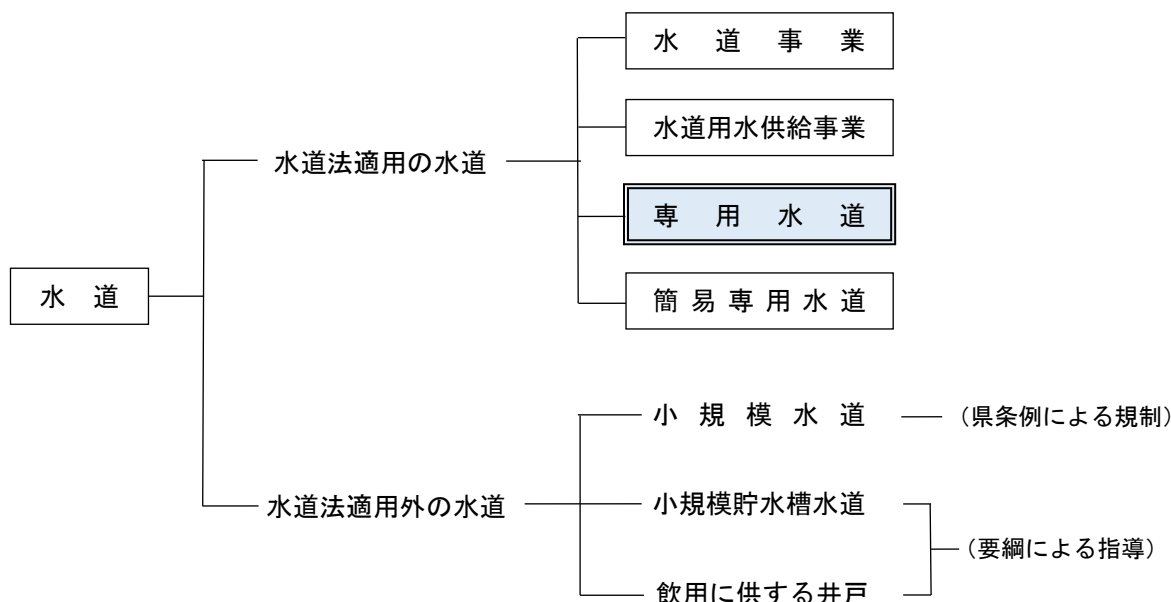 水道事業
水道用水供給事業
水道法適用の水道
専用水道
水道
簡易専用水道
小規模水道
（県条例による規制）
水道法適用外の水道
小規模貯水槽水道
（要綱による指導）
飲用に供する井戸